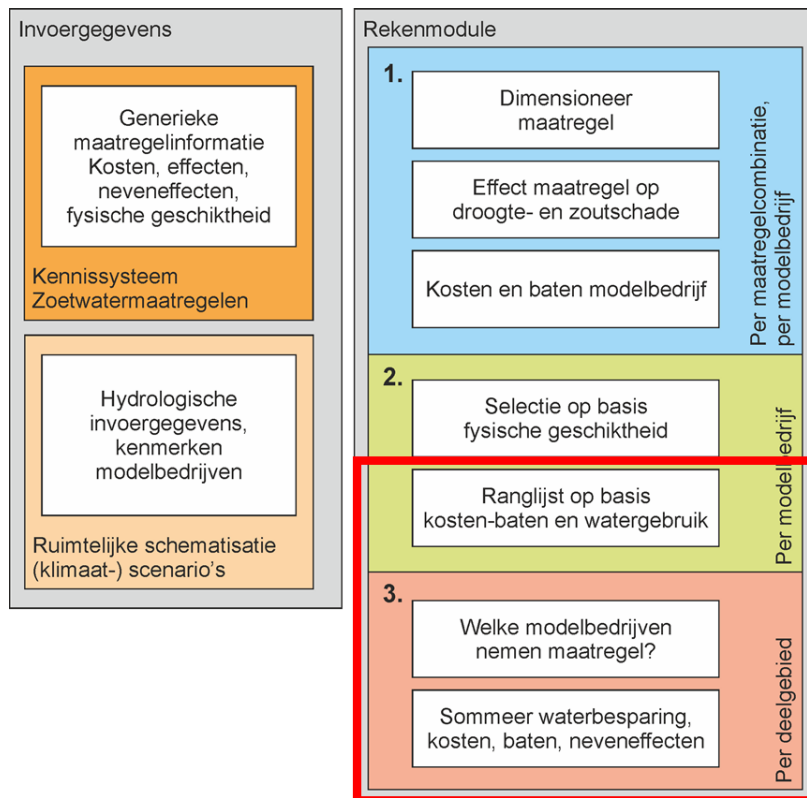 Invoergegevens
Generieke
maatregelinformatie
Kosten, effecten,
neveneffecten,
fysische geschiktheid
Kennissysteem
Zoetwatermaatregelen
Hydrologische
invoergegevens,
kenmerken
modelbedrijven
Ruimtelijke schematisatie
(klimaat-) scenario's
Rekenmodule
1.
Dimensioneer
maatregel
Effect maatregel op
droogte- en zoutschade
Kosten en baten modelbedrijf
Per maatregelcombinatie,
per modelbedrijf
2.
Selectie op basis
fysische geschiktheid
Ranglijst op basis
kosten-baten en watergebruik
Per modelbedrijf
3.
Welke modelbedrijven
nemen maatregel?
Sommeer waterbesparing,
kosten, baten, neveneffecten
Per deelgebied